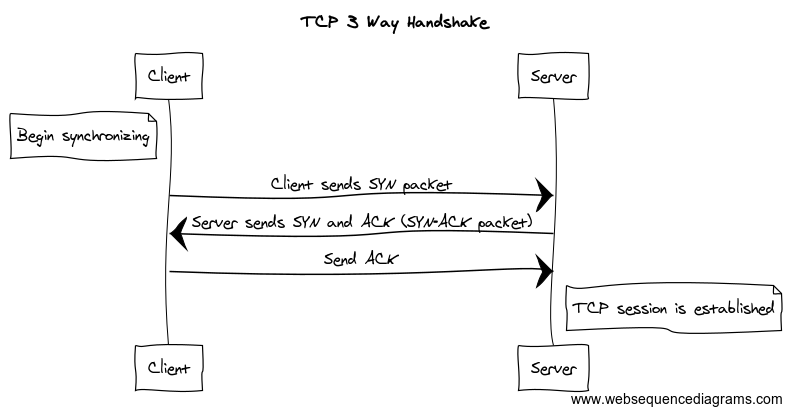 TCP 3 Way Handshake
Client
Server
Begin synchronizing
Client sends SYN packet
Server sends SYN and ACK (SYN-ACK packet)
Send ACK
TCP session is established
Client
Server
www.websequencediagrams.com